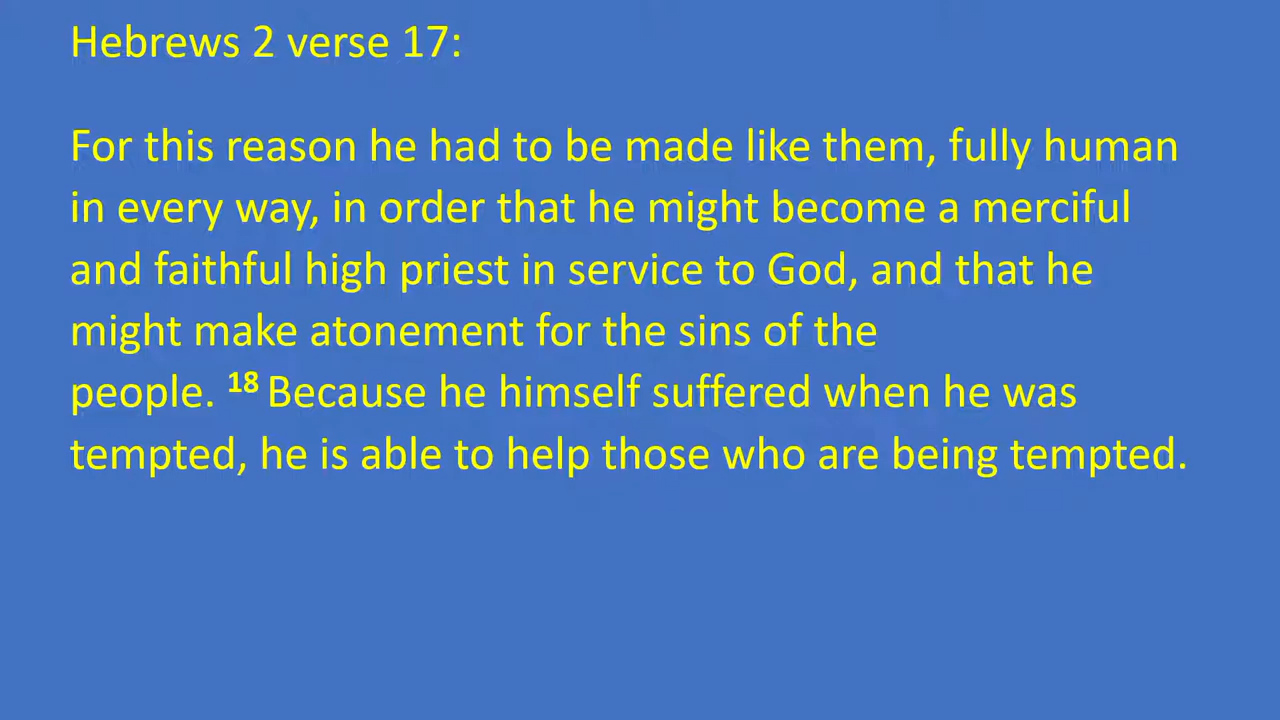 Hebrews 2 verse 17:
For this reason he had to be made like them, fully human
in every way, in order that he might become a merciful
and faithful high priest in service to God, and that he
might make atonement for the sins of the
people. 18 Because he himself suffered when he was
tempted, he is able to help those who are being tempted.